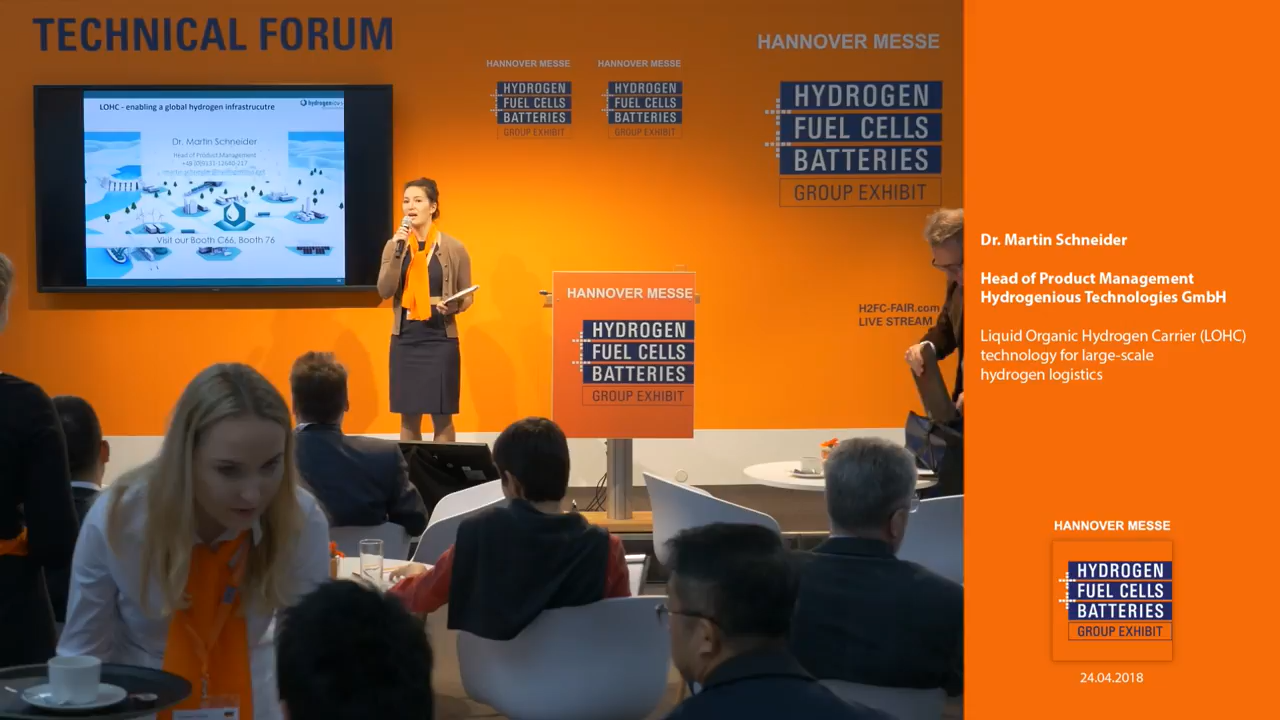 TECHNICAL FORUM
LOHC - enabling a global hydrogen infrastrucutre
Dr. Martin Schneider
Head of Product Management
Visit our Booth C66, Booth 76
HANNOVER MESSE
HYDROGEN
FUEL CELLS
BATTERIES
GROUP EXHIBIT
HANNOVER MESSE
HYDROGEN
FUEL CELLS
BATTERIES
GROUP EXHIBIT
HANNOVER MESSE
HYDROGEN
FUEL CELLS
BATTERIES
GROUP EXHIBIT
HANNOVER MESSE
HYDROGEN
FUEL CELLS
BATTERIES
GROUP EXHIBIT
H2FC-FAIR.com
LIVE STREAM
Dr. Martin Schneider
Head of Product Management
Hydrogenious Technologies GmbH
Liquid Organic Hydrogen Carrier (LOHC)
technology for large-scale
hydrogen logistics
HANNOVER MESSE
HYDROGEN
FUEL CELLS
BATTERIES
GROUP EXHIBIT
24.04.2018